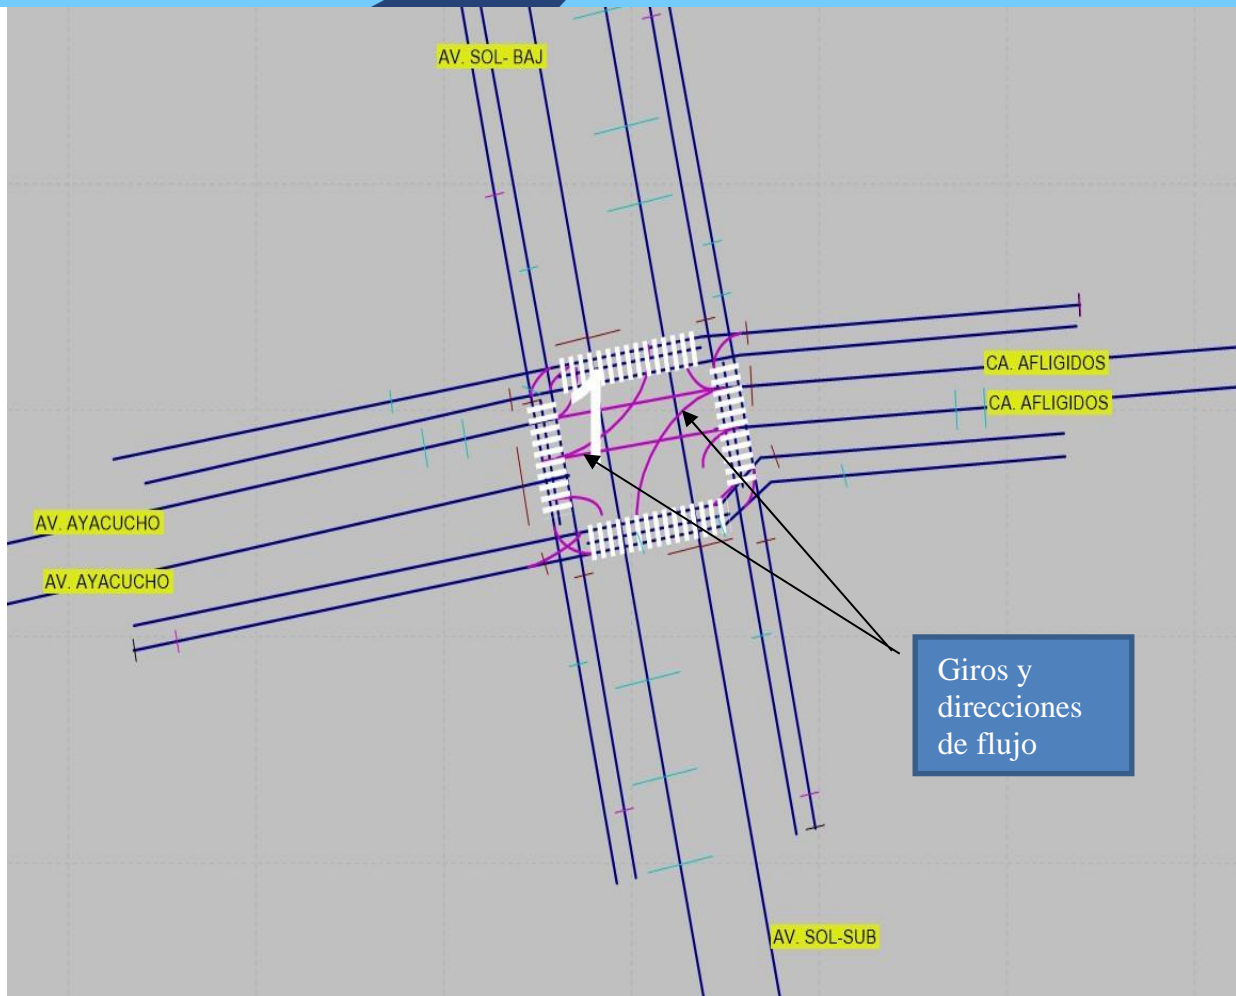 AV. SOL- BAJ
1
CA. AFLIGIDOS
CA. AFLIGIDOS
AV. AYACUCHO
AV. AYACUCHO
Giros y
direcciones
de flujo
AV. SOL-SUB